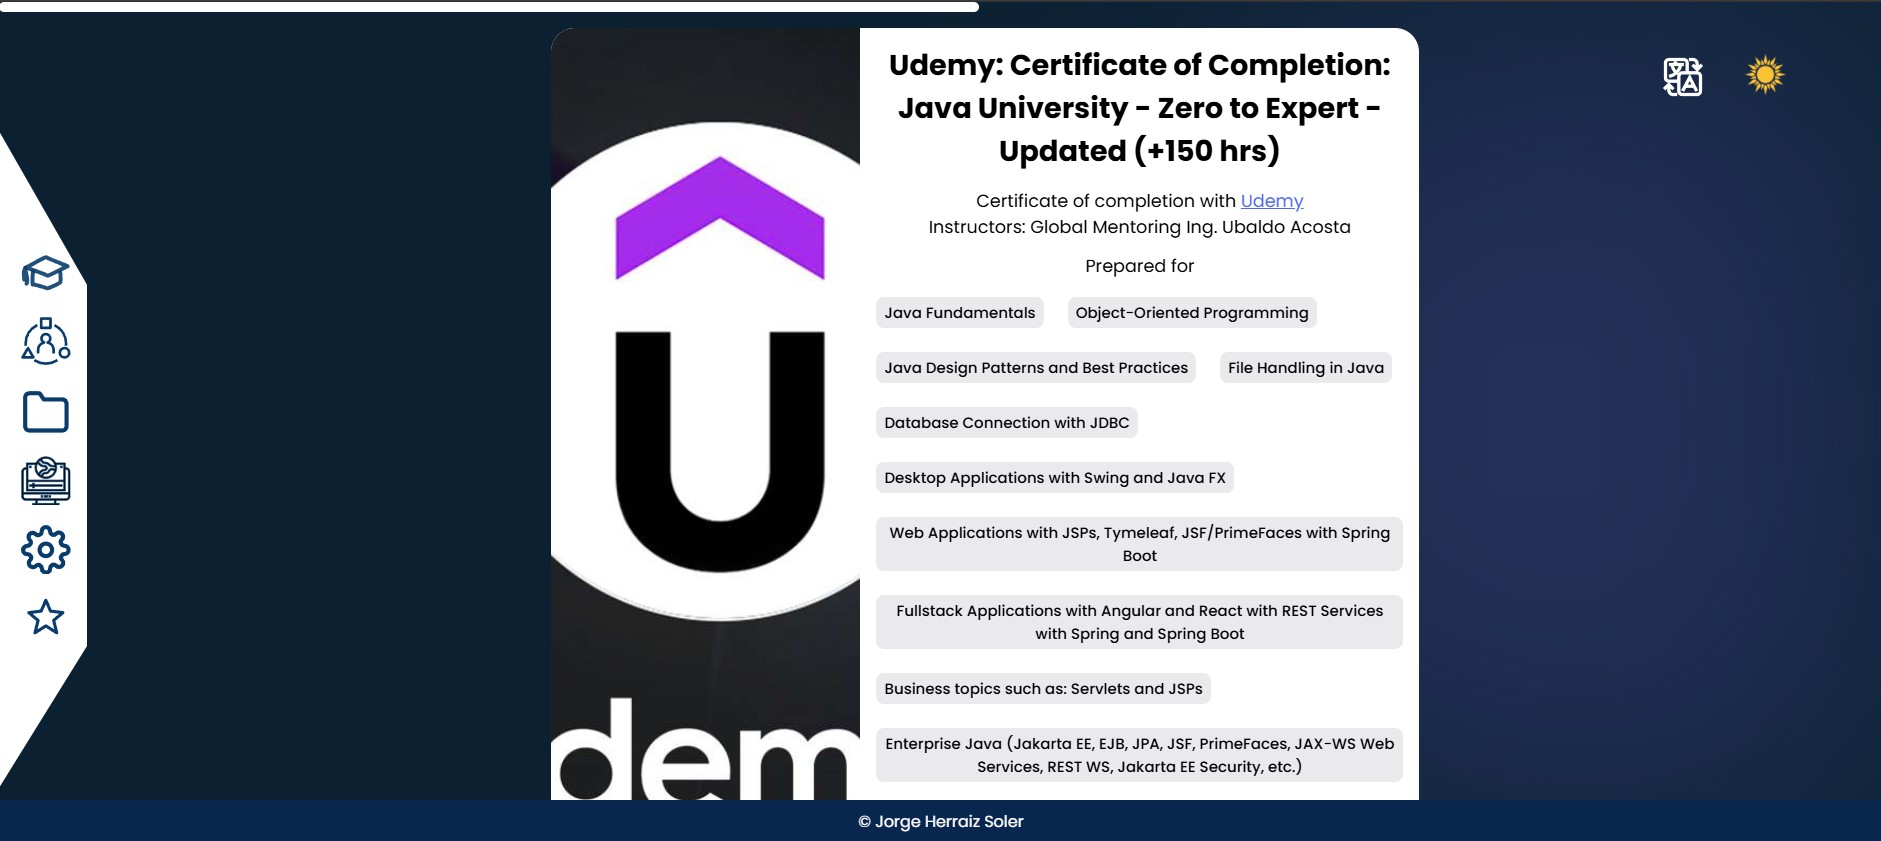 Udemy: Certificate of Completion:
Java University - Zero to Expert -
Updated (+150 hrs)
Certificate of completion with Udemy
Instructors: Global Mentoring Ing. Ubaldo Acosta
Prepared for
Java Fundamentals
Object-Oriented Programming
Java Design Patterns and Best Practices
File Handling in Java
Database Connection with JDBC
Desktop Applications with Swing and Java FX
Web Applications with JSPs, Tymeleaf, JSF/PrimeFaces with Spring
Boot
Fullstack Applications with Angular and React with REST Services
with Spring and Spring Boot
Business topics such as: Servlets and JSPs
Enterprise Java (Jakarta EE, EJB, JPA, JSF, PrimeFaces, JAX-WS Web
Services, REST WS, Jakarta EE Security, etc.)
dem
© Jorge Herraiz Soler